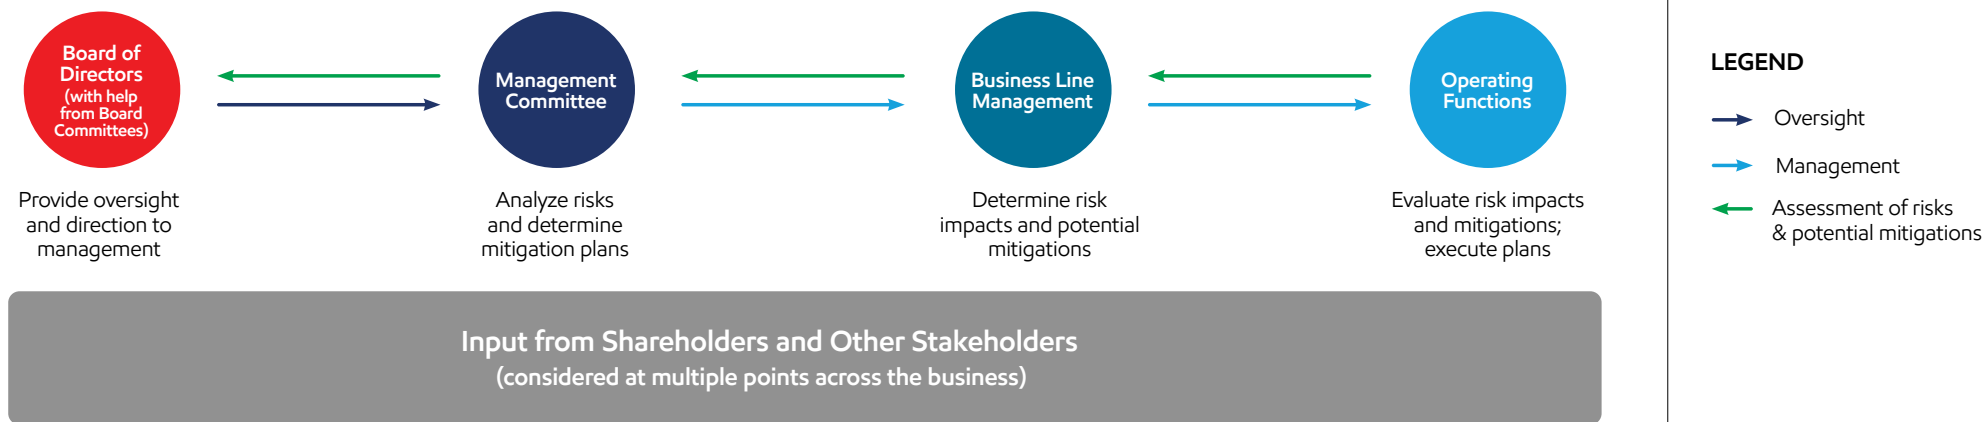 Board of
Directors
(with help
from Board
Committees)
Provide oversight
and direction to
management
Management
Committee
Analyze risks
and determine
mitigation plans
Business Line
Management
Determine risk
impacts and potential
mitigations
Operating
Functions
Evaluate risk impacts
and mitigations;
execute plans
Input from Shareholders and Other Stakeholders
(considered at multiple points across the business)
LEGEND
Oversight
Management
Assessment of risks
& potential mitigations